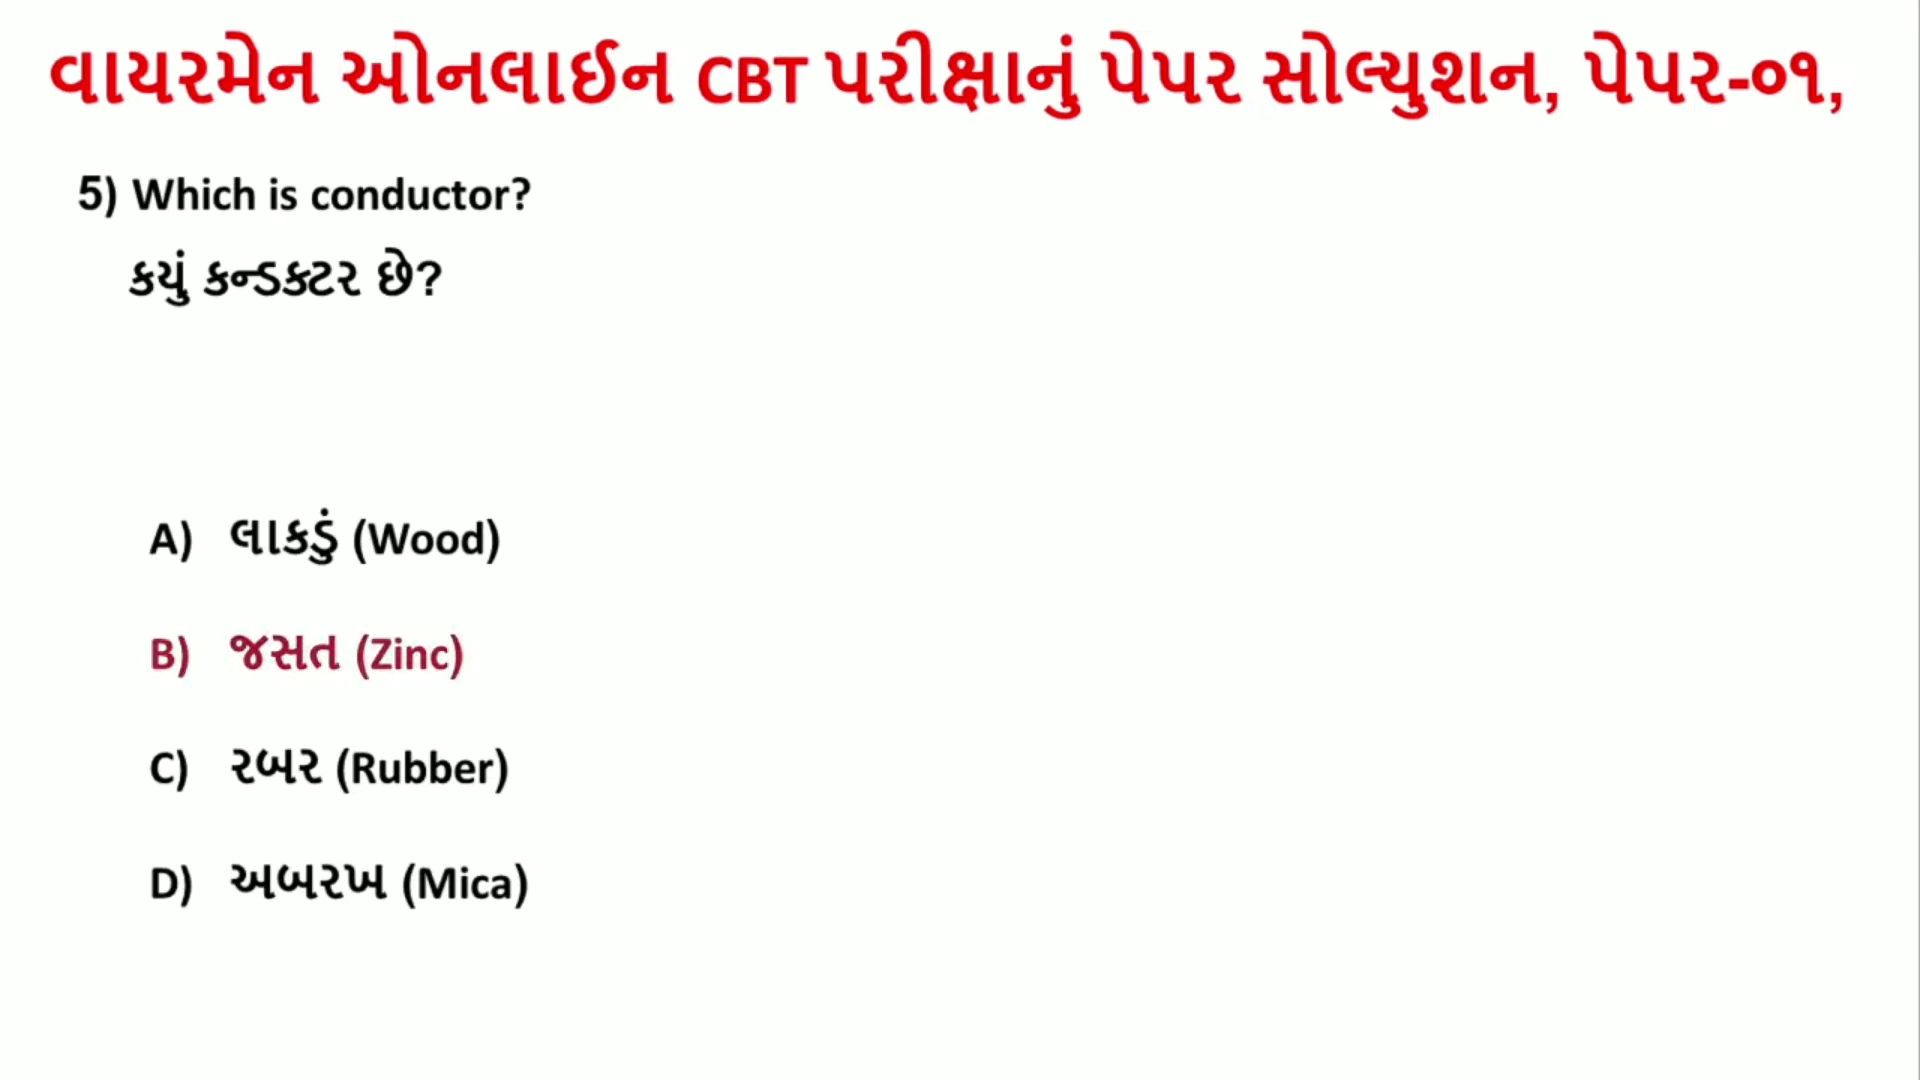 વાયરમેન ઓનલાઈન CBT પરીક્ષાનું પેપર સોલ્યુશન, પેપર-૦૧,
5) Which is conductor?
કયું કન્ડક્ટર છે?
A) લાકડું (Wood)
B) જસત (Zinc)
C) રબર (Rubber)
D) અબરખ (Mica)